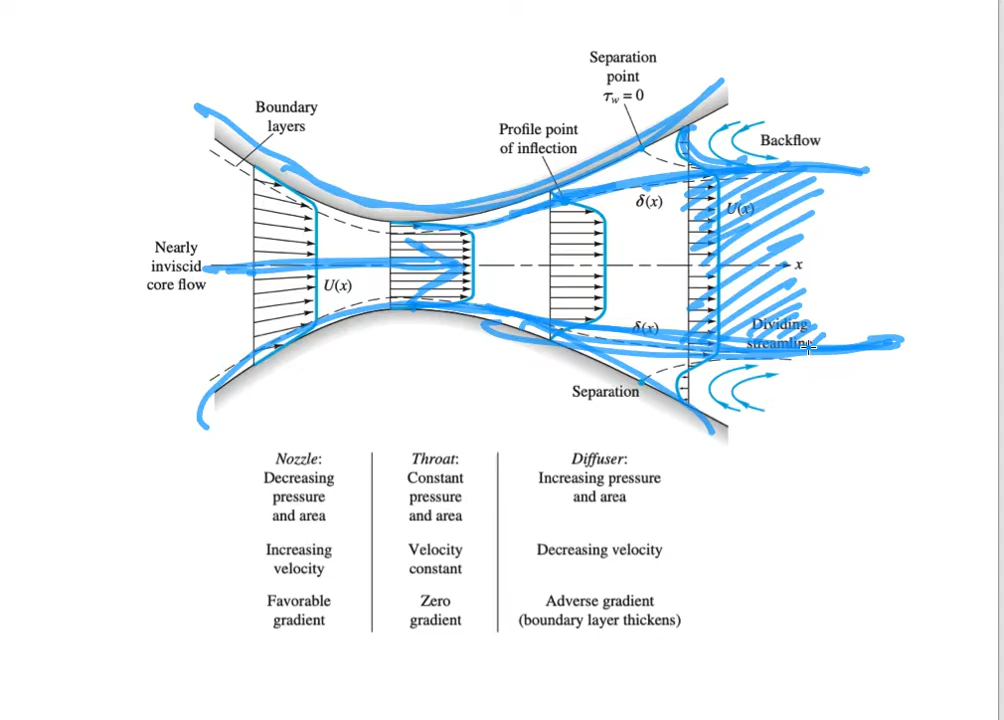 Separation
point
τw = 0
Boundary
layers
Profile point
of inflection
Backflow
δ(x)
U(x)
Nearly
inviscid
core flow
x
U(x)
δ(x)
Dividing
streamline
Separation
Nozzle:
Decreasing
pressure
and area
Increasing
velocity
Favorable
gradient
Throat:
Constant
pressure
and area
Velocity
constant
Zero
gradient
Diffuser:
Increasing pressure
and area
Decreasing velocity
Adverse gradient
(boundary layer thickens)